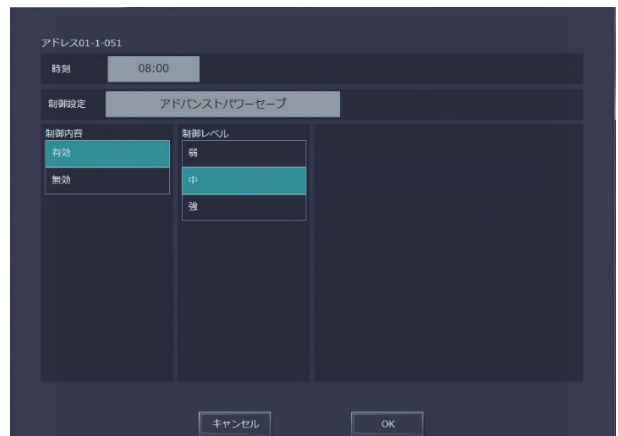 アドレス01-1-051
時刻 08:00
制御設定 アドバンストパワーセーブ
制御内容 制御レベル
有効 弱
無効 中
強
キャンセル OK